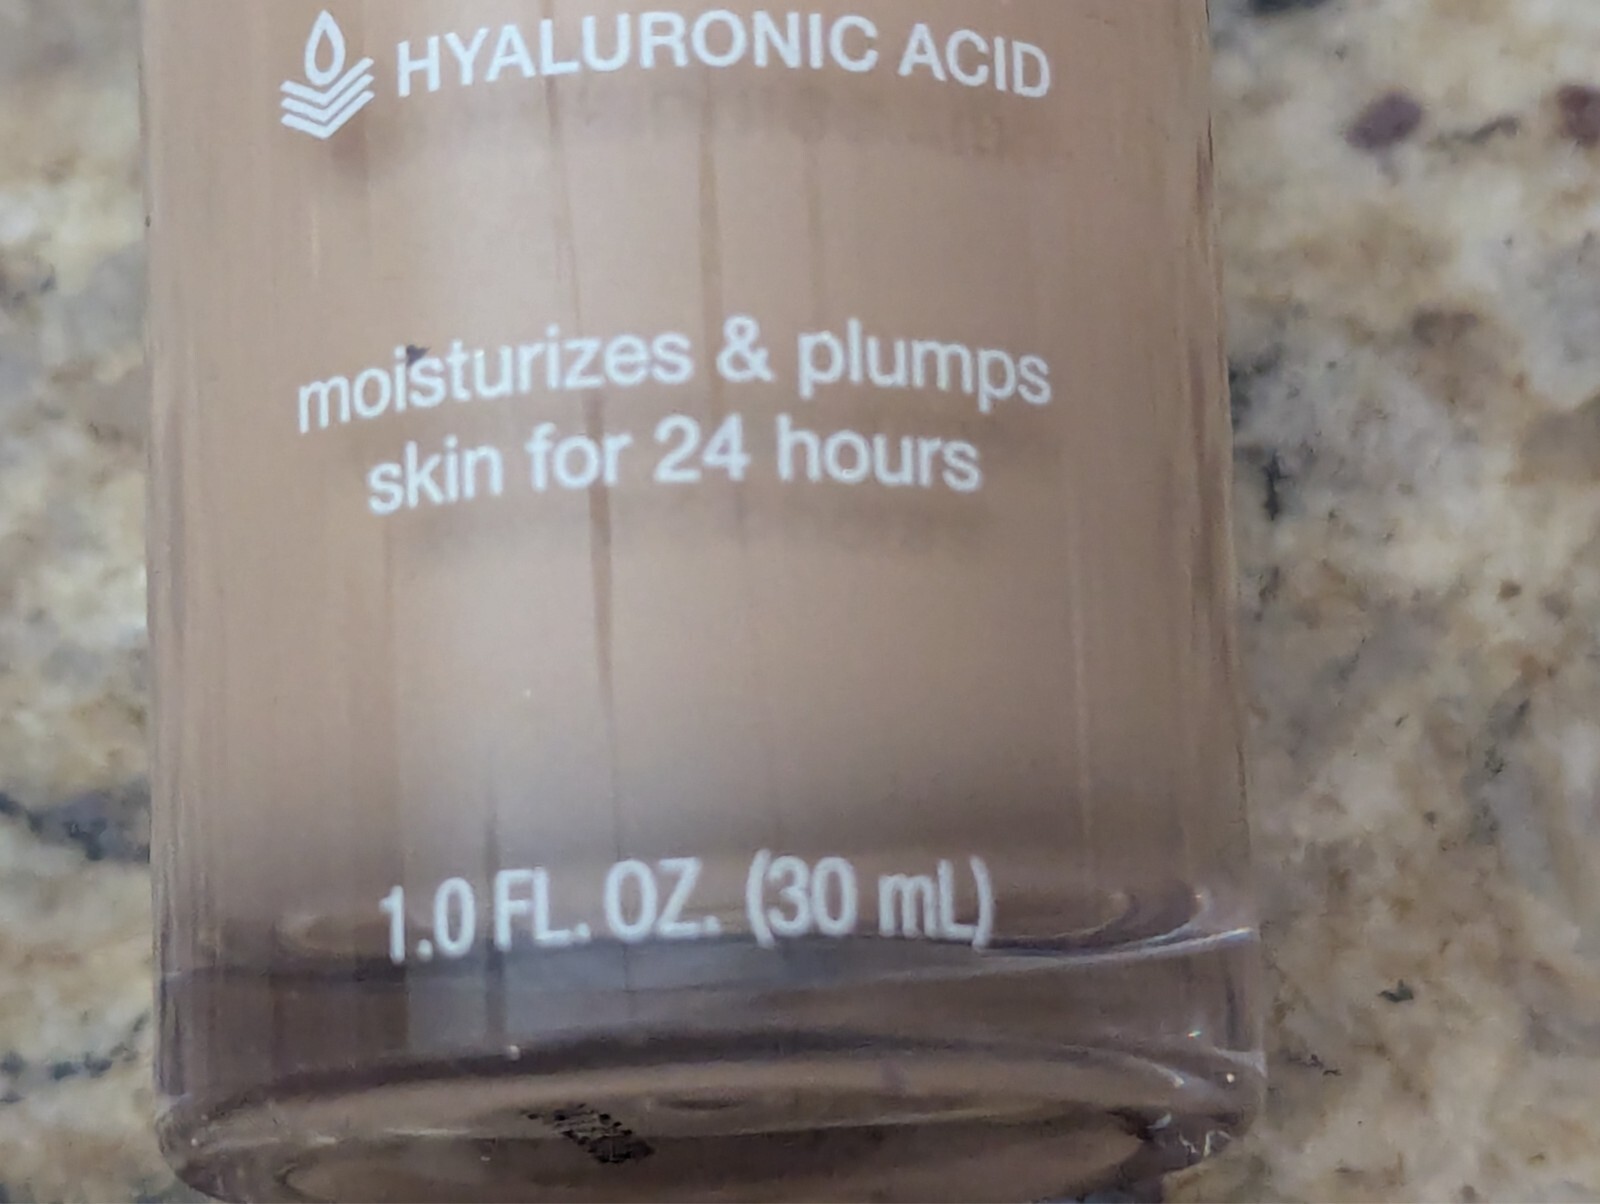 HYALURONIC ACID
moisturizes & plumps
skin for 24 hours
1.0 FL. OZ. (30 mL)